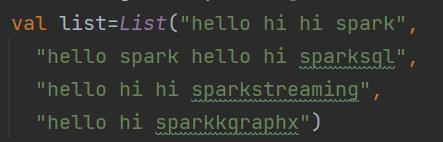 val list=List("hello hi hi spark",
"hello spark hello hi sparksql",
"hello hi hi sparkstreaming",
"hello hi sparkkgraphx")